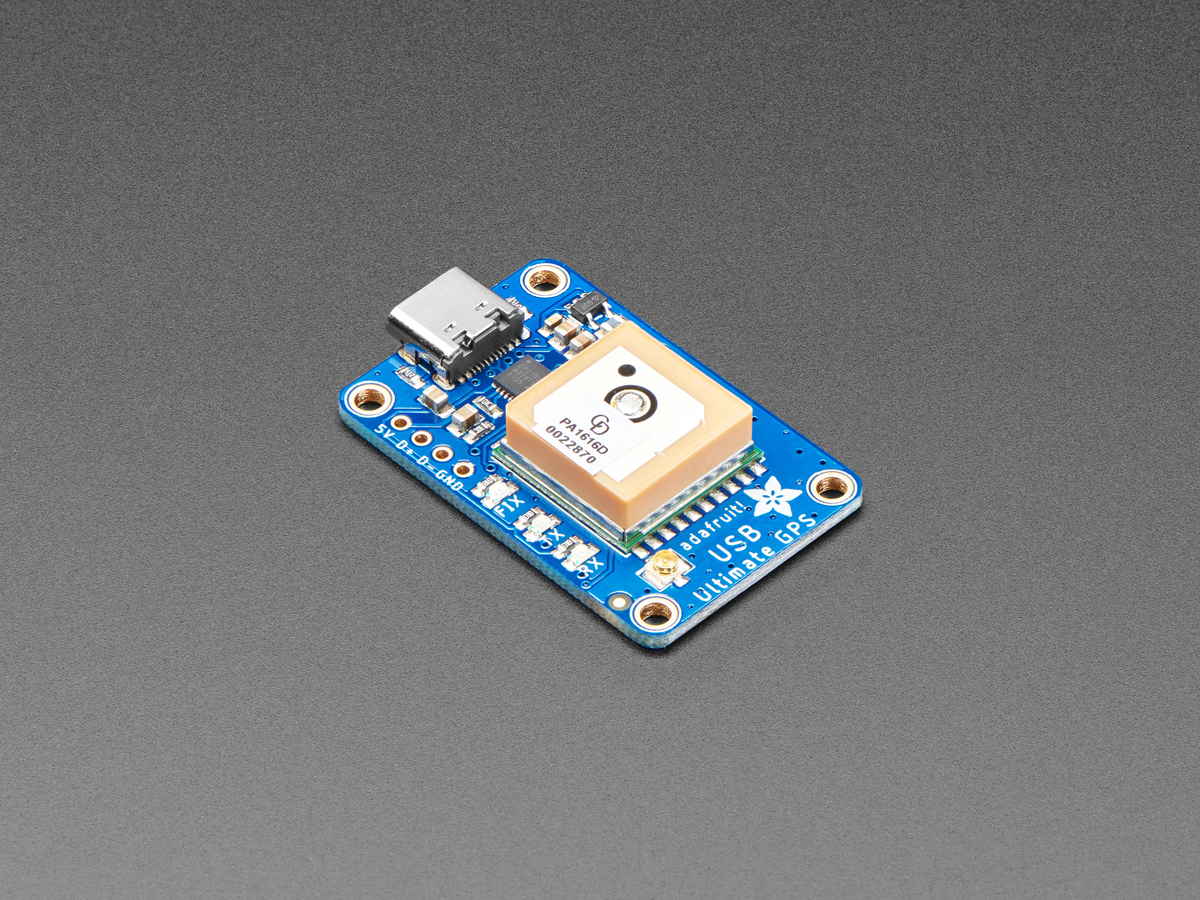 PA1616D
0022870
5V D+ D- GND
FIX
TX
RX
adafruit!
USB
Ultimate GPS